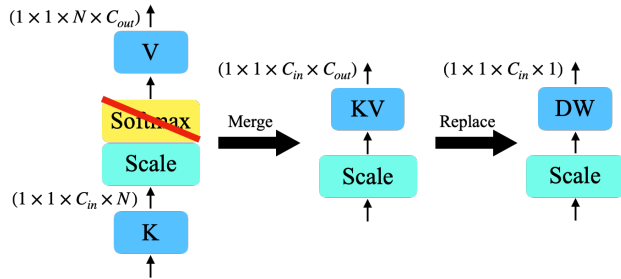 (1 × 1 × N × C_out)
V
Softmax
Scale
(1 × 1 × C_in × N)
K
Merge
(1 × 1 × C_in × C_out)
KV
Scale
Replace
(1 × 1 × C_in × 1)
DW
Scale